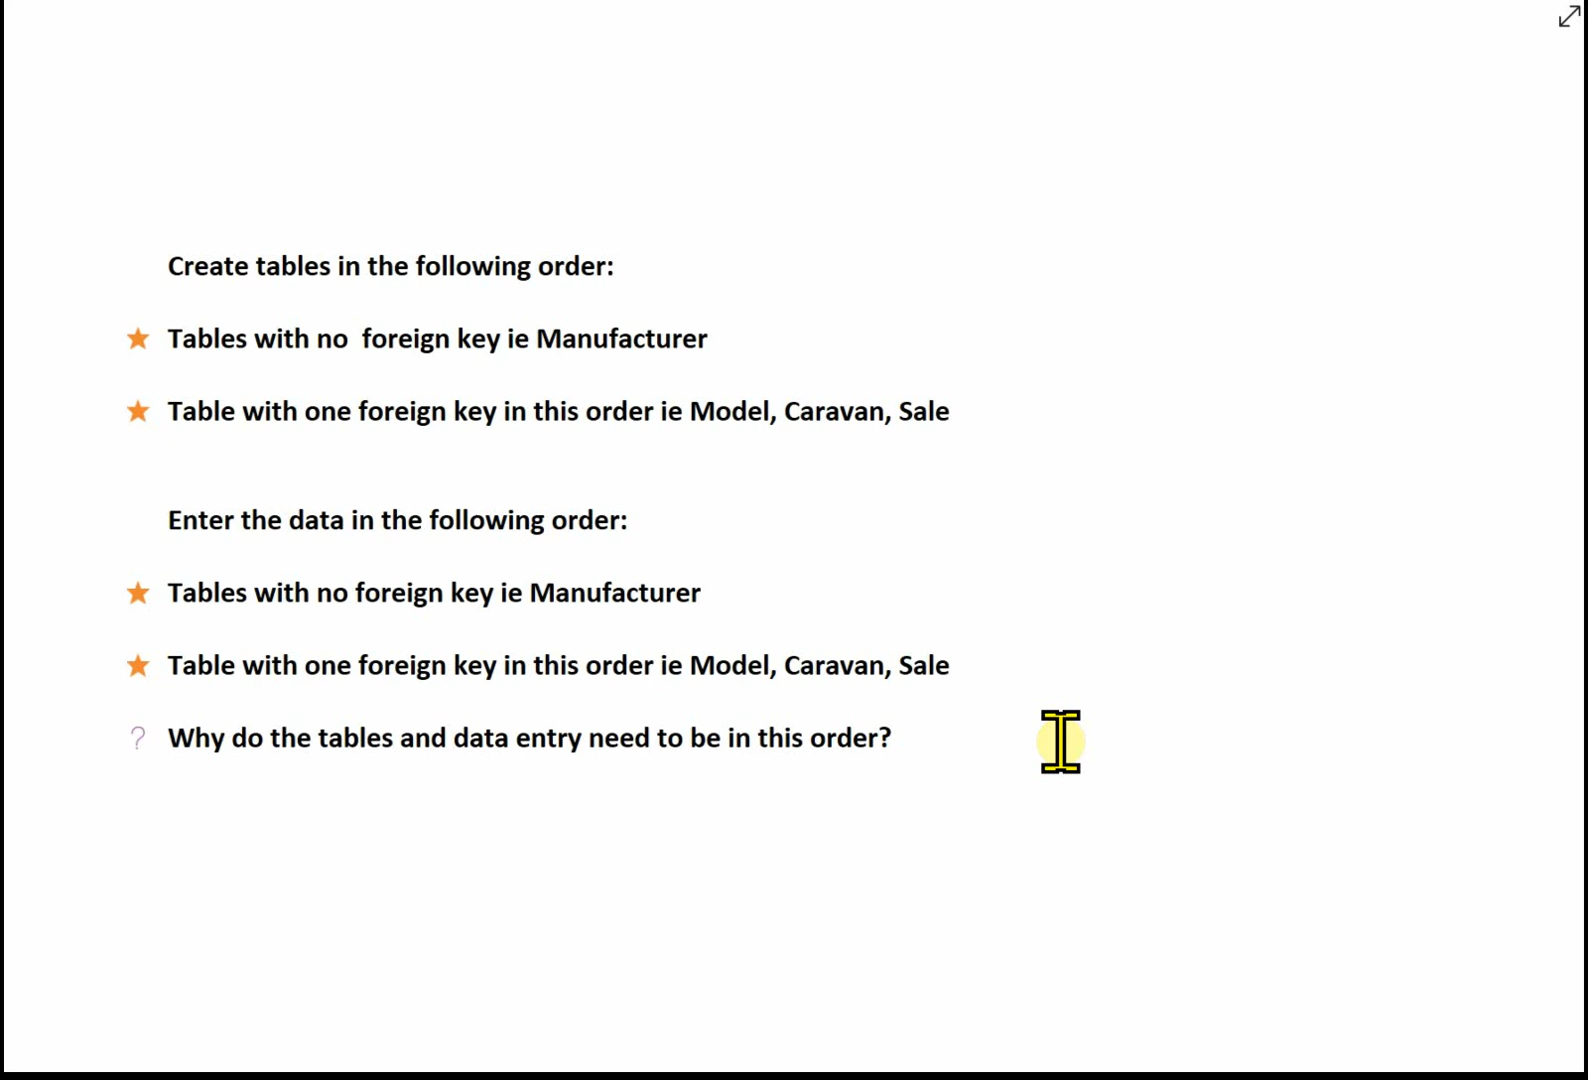 Create tables in the following order:
Tables with no  foreign key ie Manufacturer
Table with one foreign key in this order ie Model, Caravan, Sale
Enter the data in the following order:
Tables with no foreign key ie Manufacturer
Table with one foreign key in this order ie Model, Caravan, Sale
? Why do the tables and data entry need to be in this order?